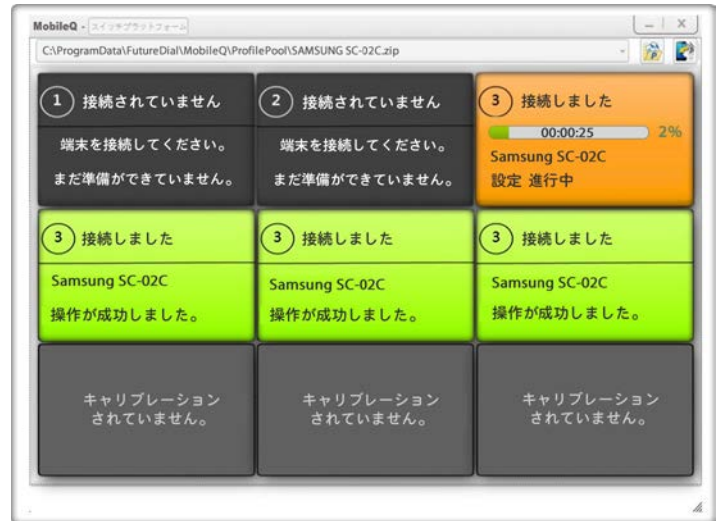 MobileQ - スイッチプラットフォーム
C:\ProgramData\FutureDial\MobileQ\ProfilePool\SAMSUNG SC-02C.zip
1 接続されていません
端末を接続してください。
まだ準備ができていません。
2 接続されていません
端末を接続してください。
まだ準備ができていません。
3 接続しました
00:00:25 2%
Samsung SC-02C
設定 進行中
3 接続しました
Samsung SC-02C
操作が成功しました。
3 接続しました
Samsung SC-02C
操作が成功しました。
3 接続しました
Samsung SC-02C
操作が成功しました。
キャリブレーション
されていません。
キャリブレーション
されていません。
キャリブレーション
されていません。